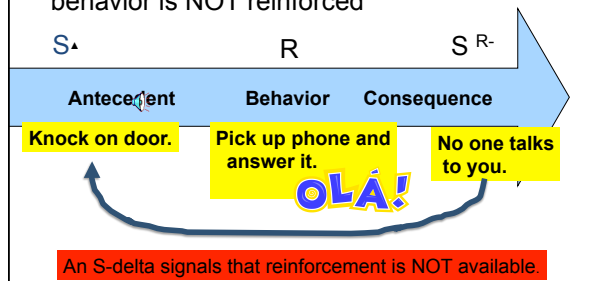 behavior is NOT reinforced
S▲ R S R-
Antecedent Behavior Consequence
Knock on door. Pick up phone and answer it. No one talks to you.
OLÁ!
An S-delta signals that reinforcement is NOT available.